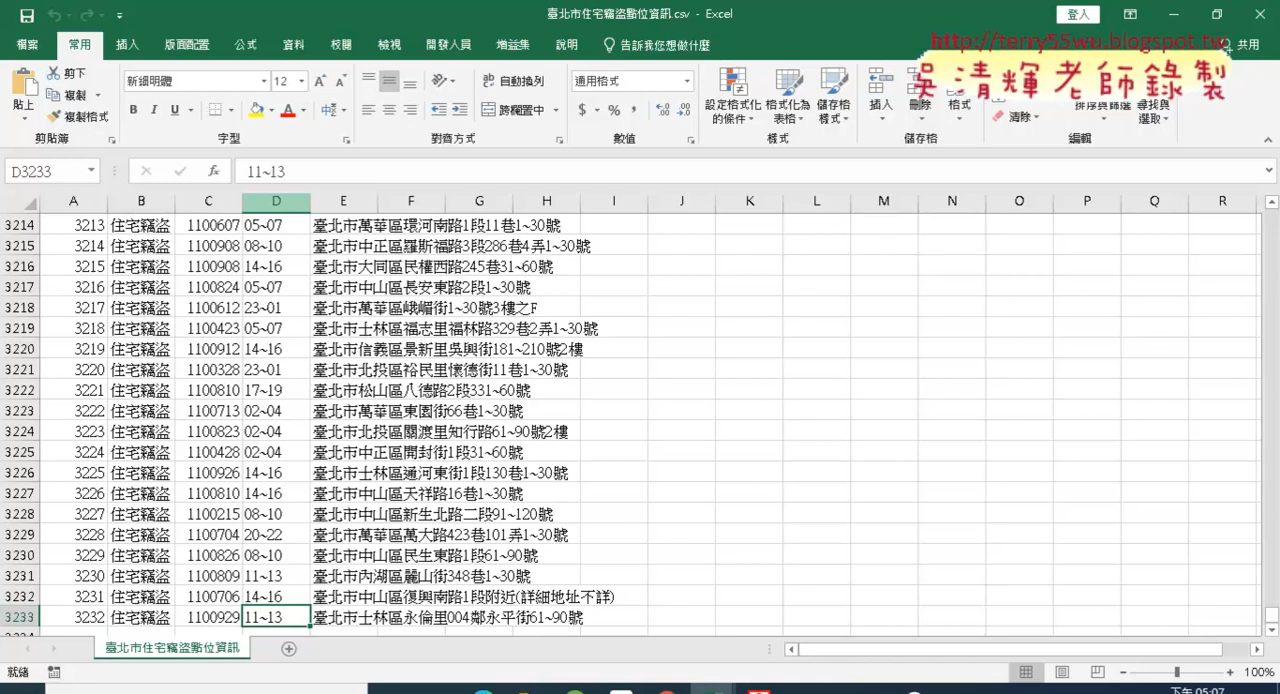 臺北市住宅竊盜點位資訊.csv - Excel
登入
檔案 常用 插入 版面配置 公式 資料 校閱 檢視 開發人員 增益集 說明 告訴我您想做什麼 共用
http://terry55wu.blogspot.tw
吳清輝老師錄製
貼上 剪下 複製 複製格式 剪貼簿
新細明體 12 B I U 字型
自動換列 跨欄置中 對齊方式
通用格式 $ % 數值
設定格式化的條件 格式化為表格 儲存格樣式 樣式
插入 刪除 格式 儲存格
清除 排序與篩選 尋找與選取 編輯
D3233 fx 11~13
A B C D E F G H I J K L M N O P Q R
3214 3213 住宅竊盜 1100607 05~07 臺北市萬華區環河南路1段11巷1~30號
3215 3214 住宅竊盜 1100908 08~10 臺北市中正區羅斯福路3段286巷4弄1~30號
3216 3215 住宅竊盜 1100908 14~16 臺北市大同區民權西路245巷31~60號
3217 3216 住宅竊盜 1100824 05~07 臺北市中山區長安東路2段1~30號
3218 3217 住宅竊盜 1100612 23~01 臺北市萬華區峨嵋街1~30號3樓之F
3219 3218 住宅竊盜 1100423 05~07 臺北市士林區福志里福林路329巷2弄1~30號
3220 3219 住宅竊盜 1100912 14~16 臺北市信義區景新里吳興街181~210號2樓
3221 3220 住宅竊盜 1100328 23~01 臺北市北投區裕民里懷德街11巷1~30號
3222 3221 住宅竊盜 1100810 17~19 臺北市松山區八德路2段331~60號
3223 3222 住宅竊盜 1100713 02~04 臺北市萬華區東園街66巷1~30號
3224 3223 住宅竊盜 1100823 02~04 臺北市北投區關渡里知行路61~90號2樓
3225 3224 住宅竊盜 1100428 02~04 臺北市中正區開封街1段31~60號
3226 3225 住宅竊盜 1100926 14~16 臺北市士林區通河東街1段130巷1~30號
3227 3226 住宅竊盜 1100810 14~16 臺北市中山區天祥路16巷1~30號
3228 3227 住宅竊盜 1100215 08~10 臺北市中山區新生北路二段91~120號
3229 3228 住宅竊盜 1100704 20~22 臺北市萬華區萬大路423巷101弄1~30號
3230 3229 住宅竊盜 1100826 08~10 臺北市中山區民生東路1段61~90號
3231 3230 住宅竊盜 1100809 11~13 臺北市內湖區麗山街348巷1~30號
3232 3231 住宅竊盜 1100706 14~16 臺北市中山區復興南路1段附近(詳細地址不詳)
3233 3232 住宅竊盜 1100929 11~13 臺北市士林區永倫里004鄰永平街61~90號
臺北市住宅竊盜點位資訊
就緒 100%
下午 05:07